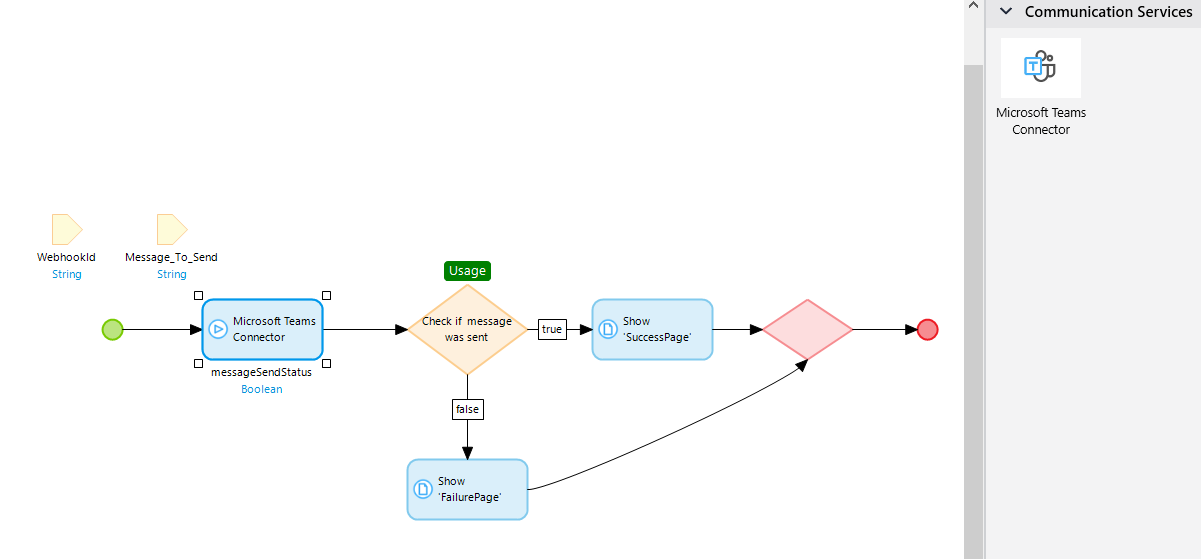 Communication Services
Microsoft Teams
Connector
WebhookId
String
Message_To_Send
String
Usage
Microsoft Teams
Connector
messageSendStatus
Boolean
Check if message
was sent
true
Show
'SuccessPage'
false
Show
'FailurePage'